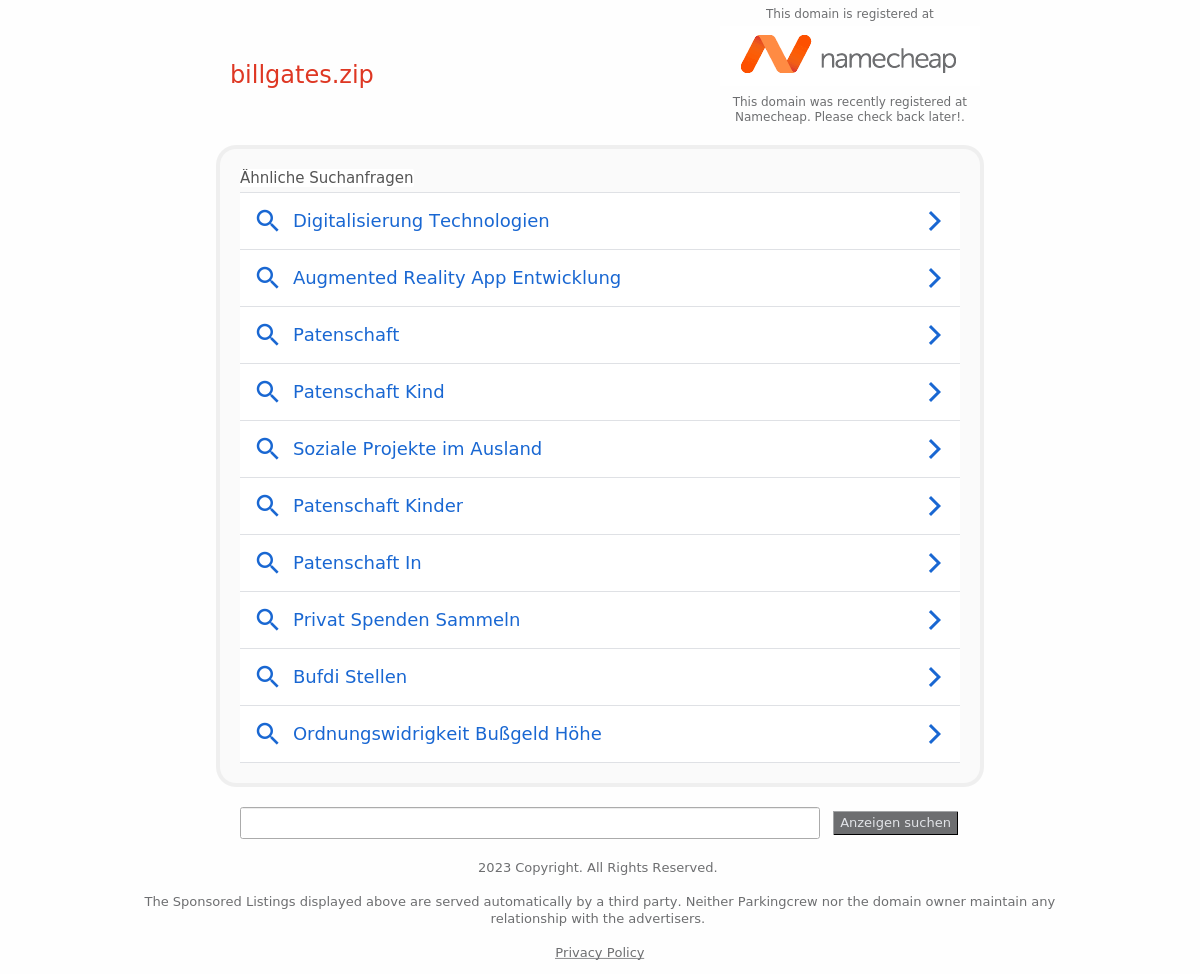 This domain is registered at
namecheap
billgates.zip
This domain was recently registered at
Namecheap. Please check back later!.
Ähnliche Suchanfragen
Digitalisierung Technologien
Augmented Reality App Entwicklung
Patenschaft
Patenschaft Kind
Soziale Projekte im Ausland
Patenschaft Kinder
Patenschaft In
Privat Spenden Sammeln
Bufdi Stellen
Ordnungswidrigkeit Bußgeld Höhe
Anzeigen suchen
2023 Copyright. All Rights Reserved.
The Sponsored Listings displayed above are served automatically by a third party. Neither Parkingcrew nor the domain owner maintain any
relationship with the advertisers.
Privacy Policy